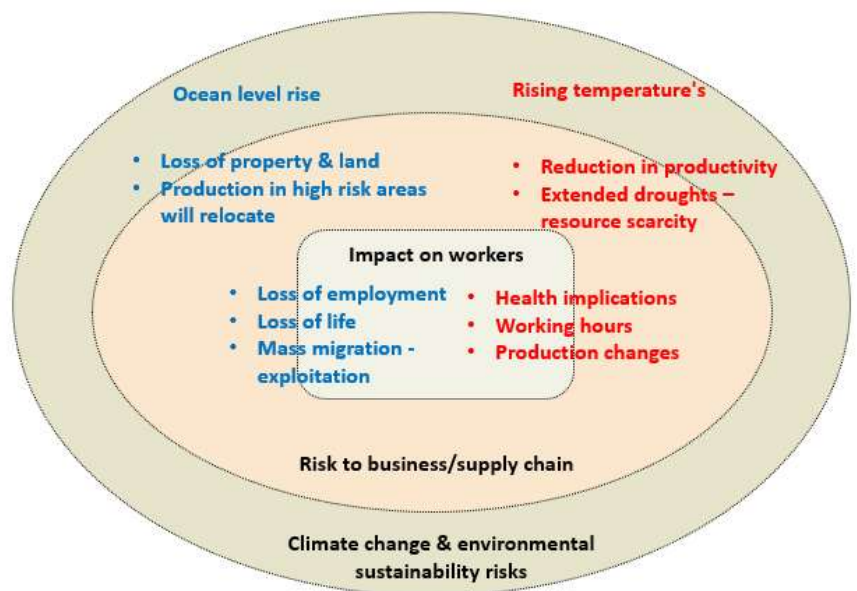 Ocean level rise
Rising temperature's
• Loss of property & land
• Production in high risk areas
will relocate
• Reduction in productivity
• Extended droughts –
resource scarcity
Impact on workers
• Loss of employment
• Loss of life
• Mass migration -
exploitation
• Health implications
• Working hours
• Production changes
Risk to business/supply chain
Climate change & environmental
sustainability risks